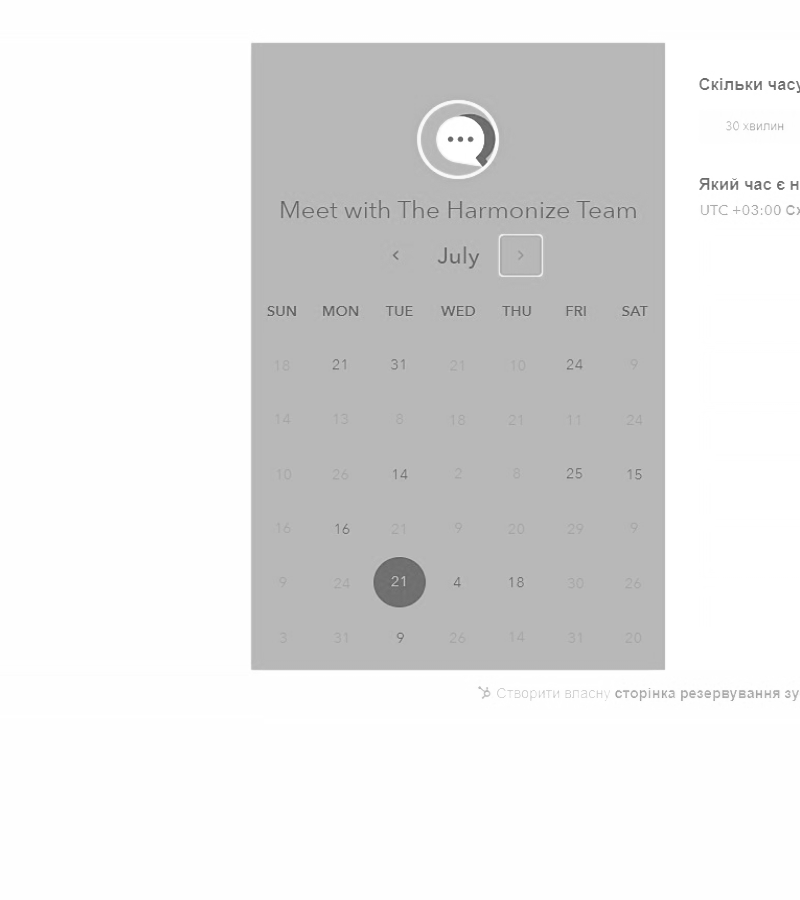 Meet with The Harmonize Team
July
SUN MON TUE WED THU FRI SAT
18 21 31 21 10 24 9
14 13 8 18 21 11 24
10 26 14 2 8 25 15
16 16 21 9 20 29 9
9 24 21 4 18 30 26
3 31 9 26 14 31 20
Скільки часу
30 хвилин
Який час є н
UTC +03:00 Сх
Створити власну сторінка резервування зу